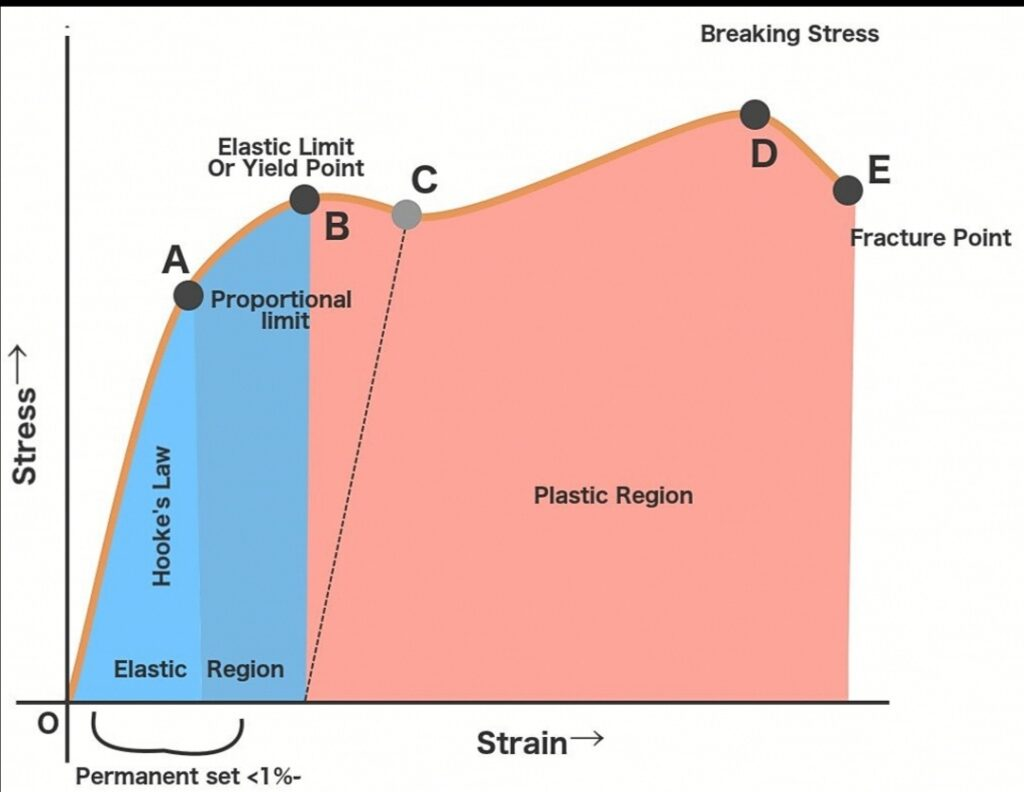 Breaking Stress
Elastic Limit
Or Yield Point
C
D
E
B
Fracture Point
A
Proportional
limit
Stress→
Hooke's Law
Plastic Region
Elastic Region
O
Strain→
Permanent set <1%-